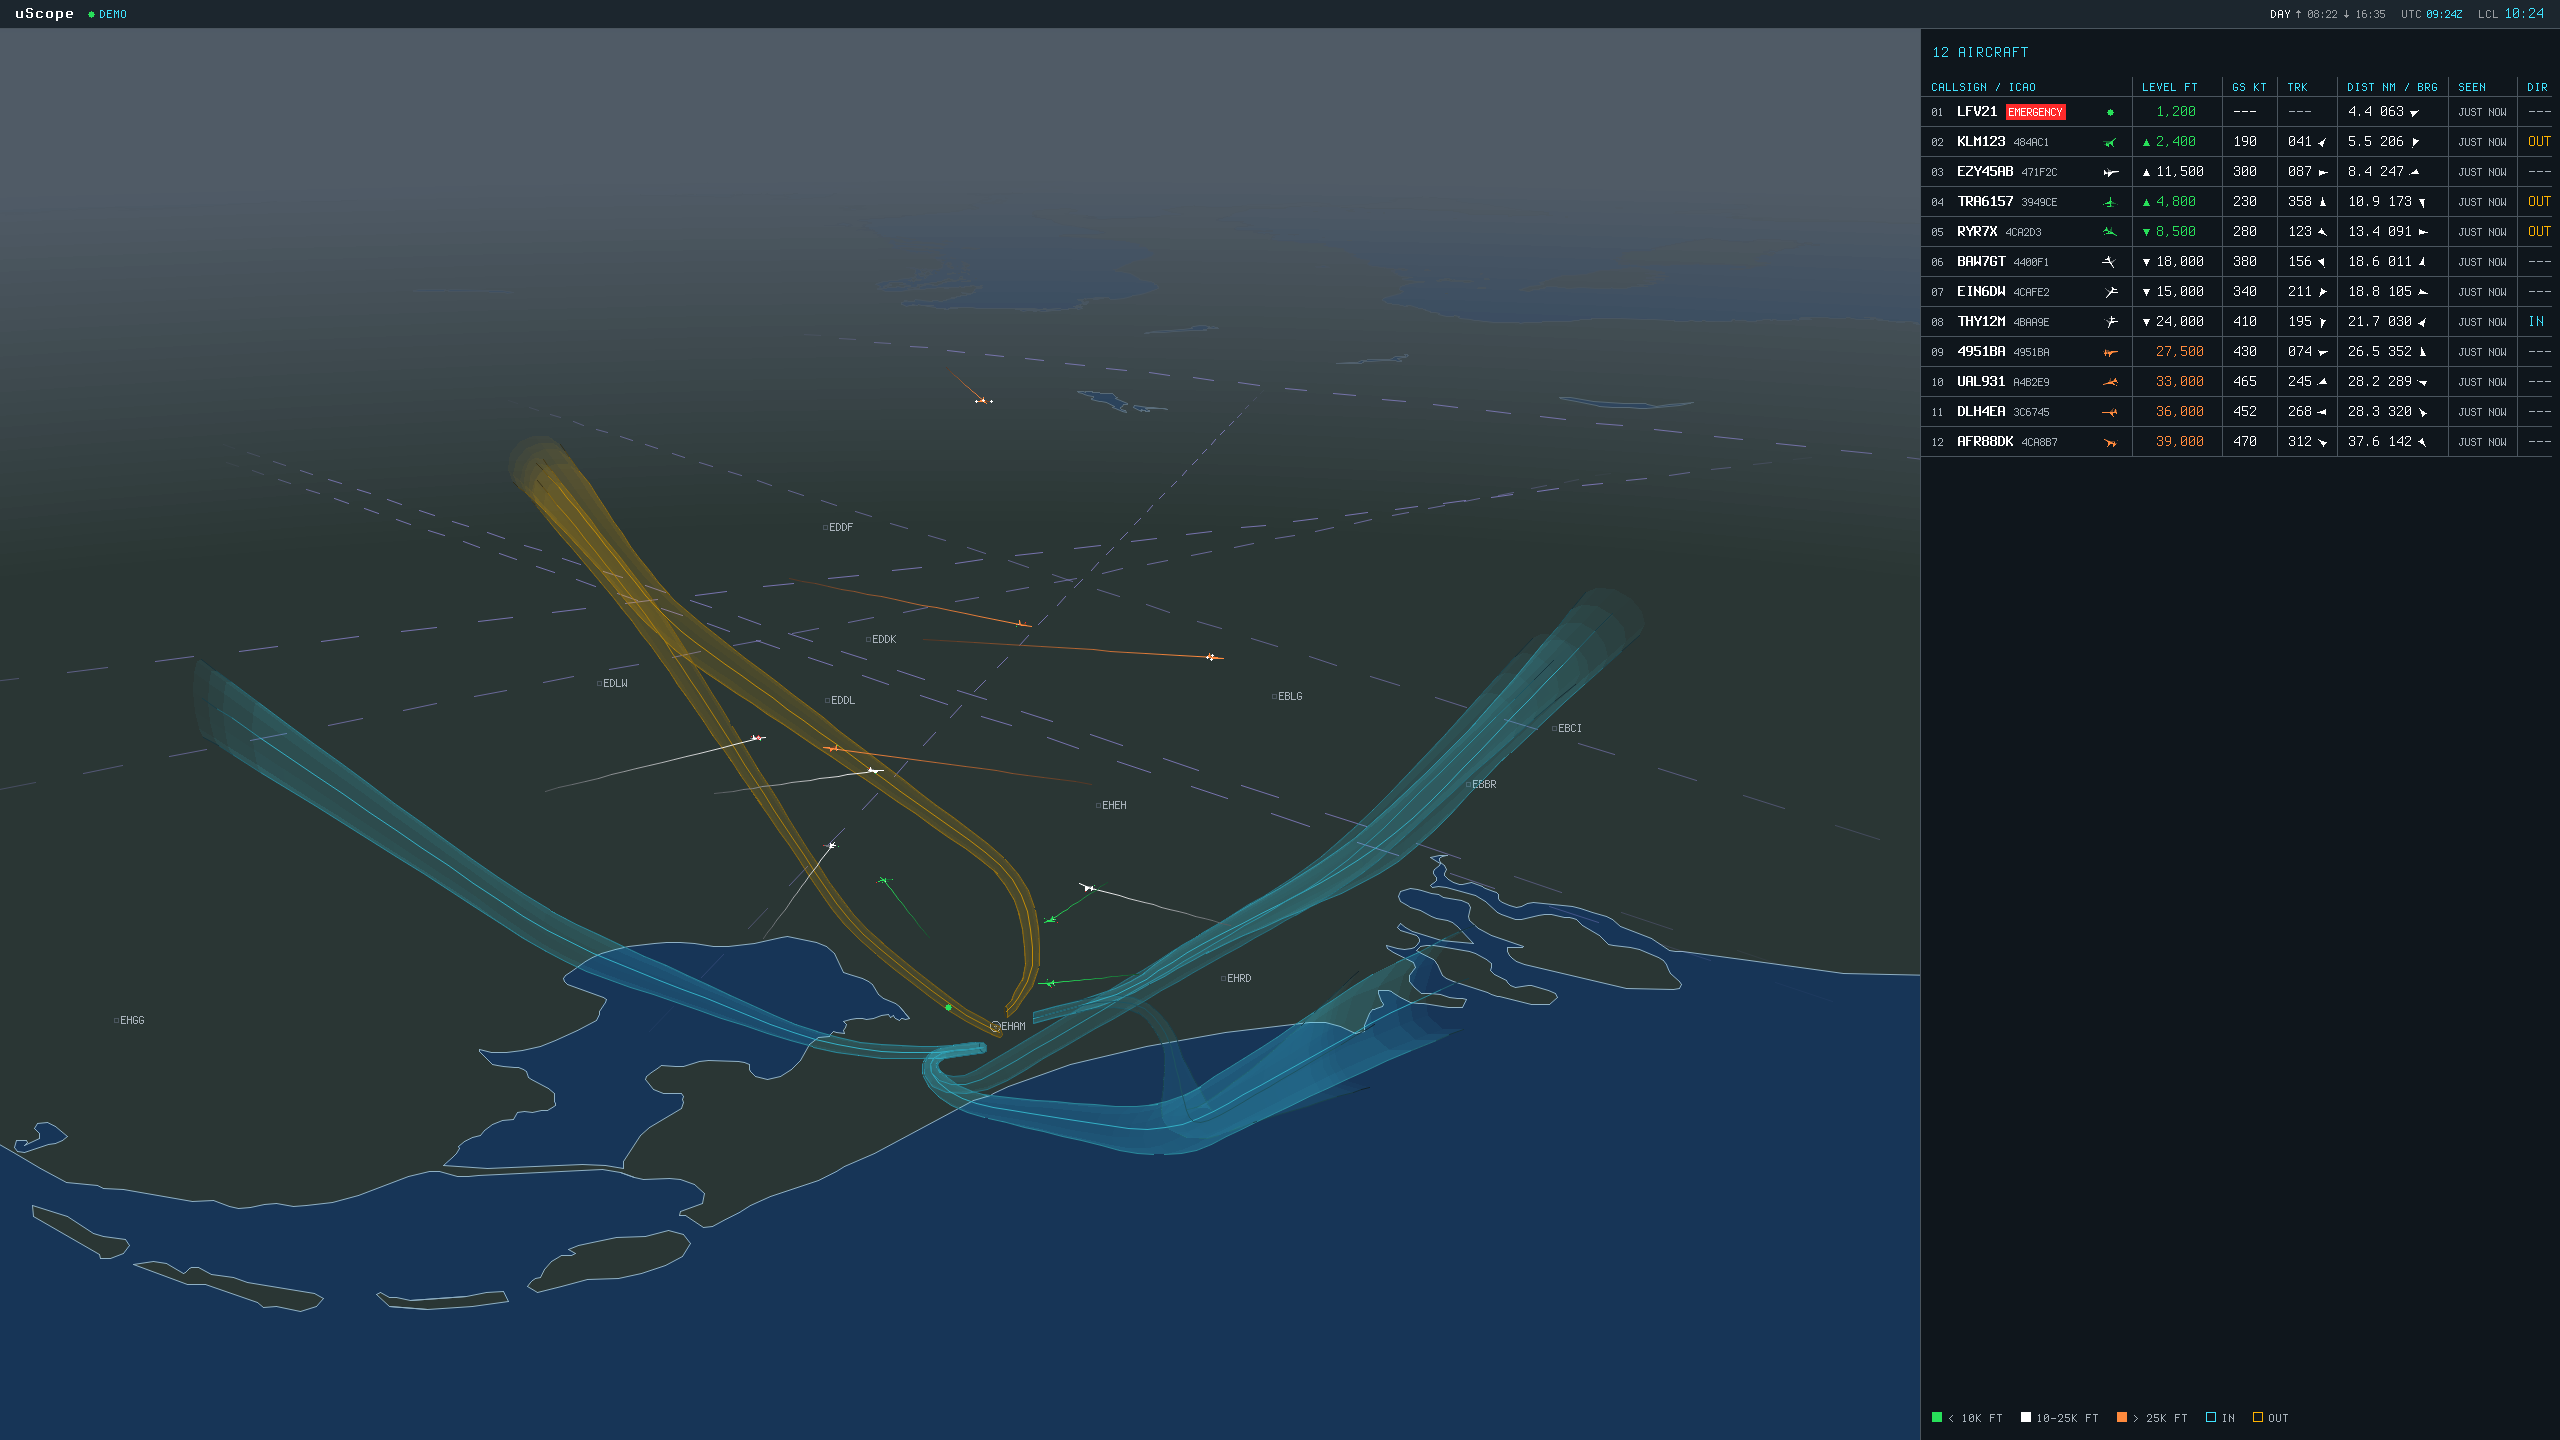 uScope DEMO
DAY ↑ 08:22 ↓ 16:35 UTC 09:24Z LCL 10:24
12 AIRCRAFT
CALLSIGN / ICAO LEVEL FT GS KT TRK DIST NM / BRG SEEN DIR
01 LFV21 EMERGENCY 1,200 --- --- 4.4 063 JUST NOW ---
02 KLM123 484AC1 ▲ 2,400 190 041 5.5 206 JUST NOW OUT
03 EZY45AB 471F2C ▲ 11,500 300 087 8.4 247 JUST NOW ---
04 TRA6157 3949CE ▲ 4,800 230 358 10.9 173 JUST NOW OUT
05 RYR7X 4CA2D3 ▼ 8,500 280 123 13.4 091 JUST NOW OUT
06 BAW7GT 4400F1 ▼ 18,000 380 156 18.6 011 JUST NOW ---
07 EIN6DW 4CAFE2 ▼ 15,000 340 211 18.8 105 JUST NOW ---
08 THY12M 4BAA9E ▼ 24,000 410 195 21.7 030 JUST NOW IN
09 4951BA 4951BA 27,500 430 074 26.5 352 JUST NOW ---
10 UAL931 A4B2E9 33,000 465 245 28.2 289 JUST NOW ---
11 DLH4EA 3C6745 36,000 452 268 28.3 320 JUST NOW ---
12 AFR88DK 4CA8B7 39,000 470 312 37.6 142 JUST NOW ---
EDDF
EDDK
EDLW
EDDL
EBLG
EBCI
EBBR
EHEH
EHRD
EHGG
EHAM
< 10K FT 10-25K FT > 25K FT IN OUT